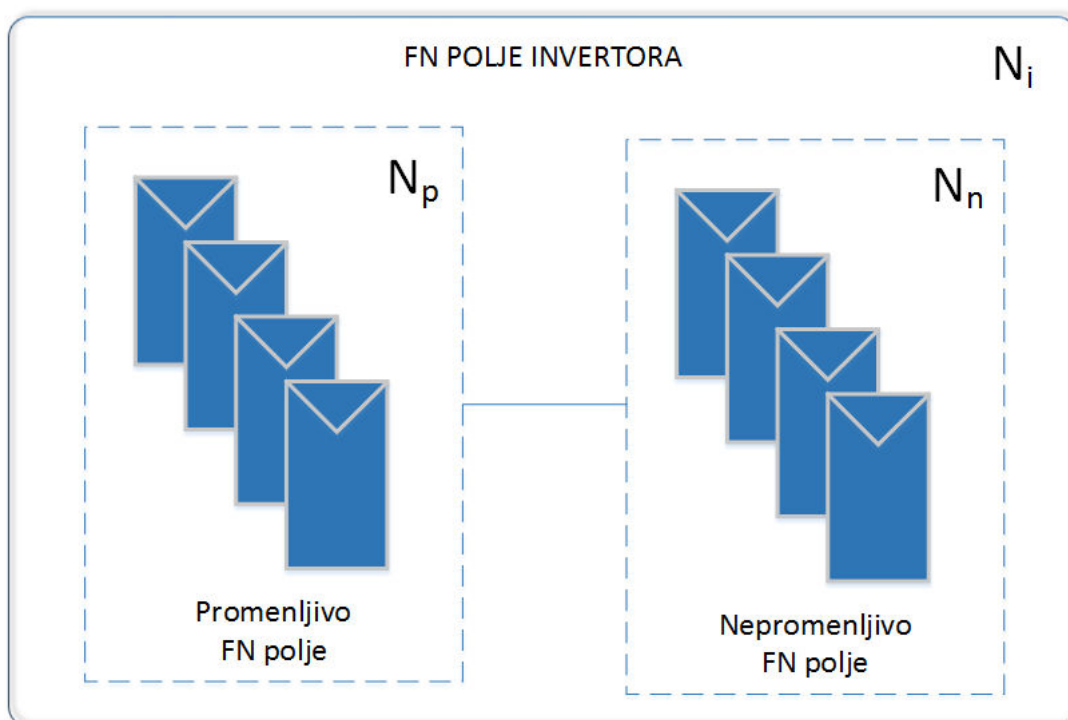 FN POLJE INVERTORA
Ni
Np
Nn
Promenljivo
FN polje
Nepromenljivo
FN polje